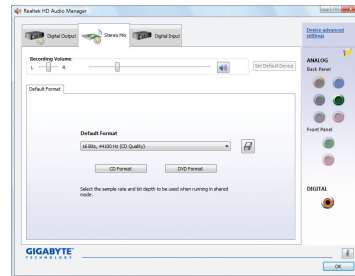 Realtek HD Audio Manager
Digital Output
Stereo Mix
Digital Input
Device advanced settings
Recording Volume
L
R
Set Default Device
ANALOG
Back Panel
Default Format
Default Format
16 Bits, 44100 Hz (CD Quality)
CD Format
DVD Format
Select the sample rate and bit depth to be used when running in shared
mode.
Front Panel
DIGITAL
GIGABYTE
TECHNOLOGY
i
OK